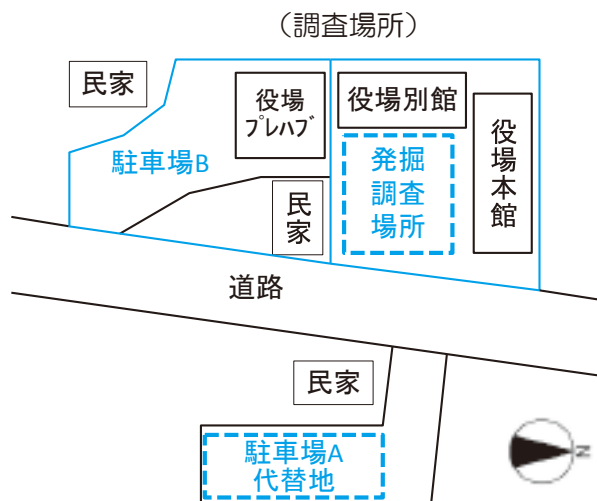 （調査場所）
民家
役場
ﾌﾟﾚﾊﾌﾞ
役場別館
役場本館
駐車場B
発掘
調査
場所
民家
道路
民家
駐車場A
代替地
N